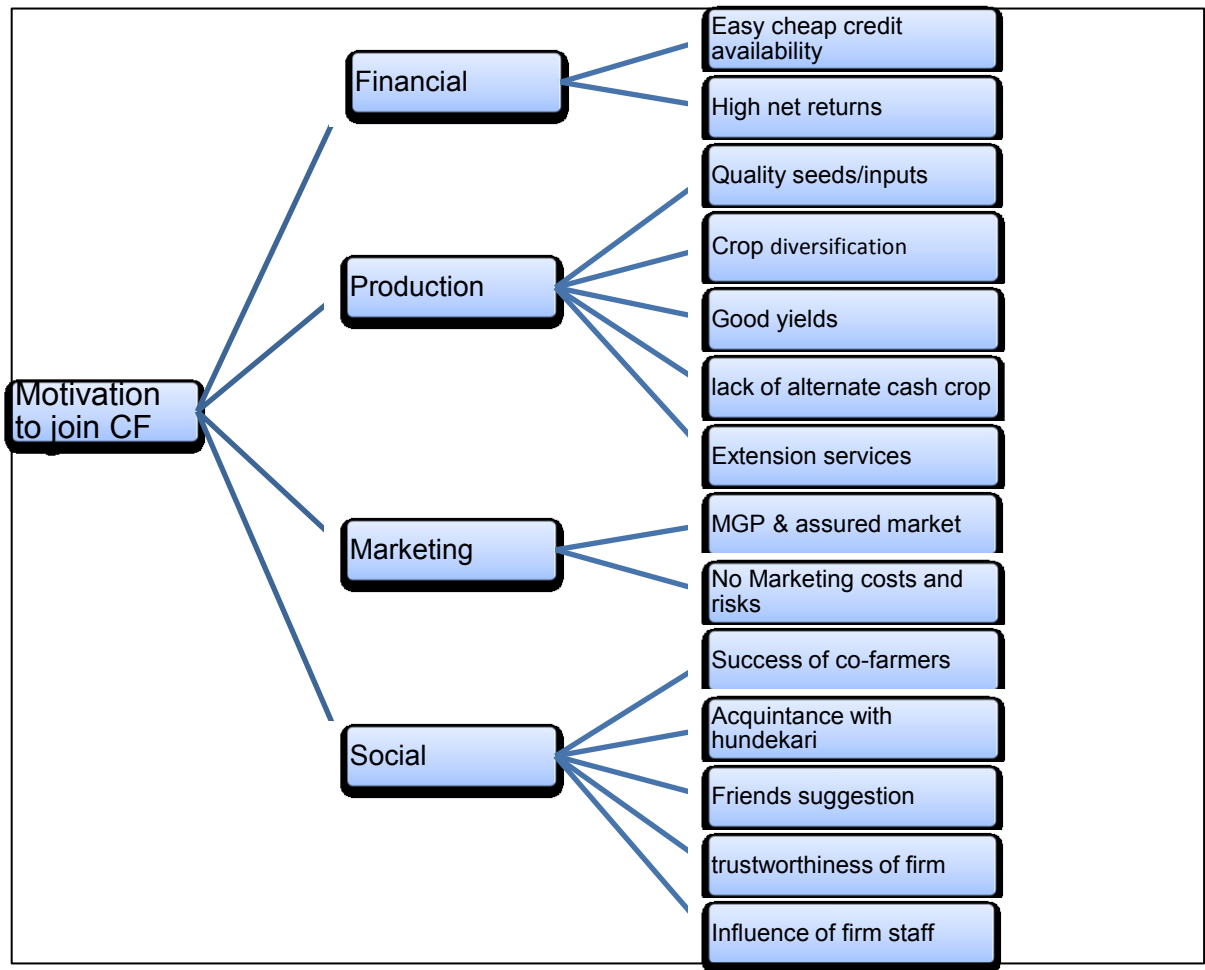 Motivation
to join CF
Financial
Easy cheap credit
availability
High net returns
Production
Quality seeds/inputs
Crop diversification
Good yields
lack of alternate cash crop
Extension services
Marketing
MGP & assured market
No Marketing costs and
risks
Social
Success of co-farmers
Acquintance with
hundekari
Friends suggestion
trustworthiness of firm
Influence of firm staff